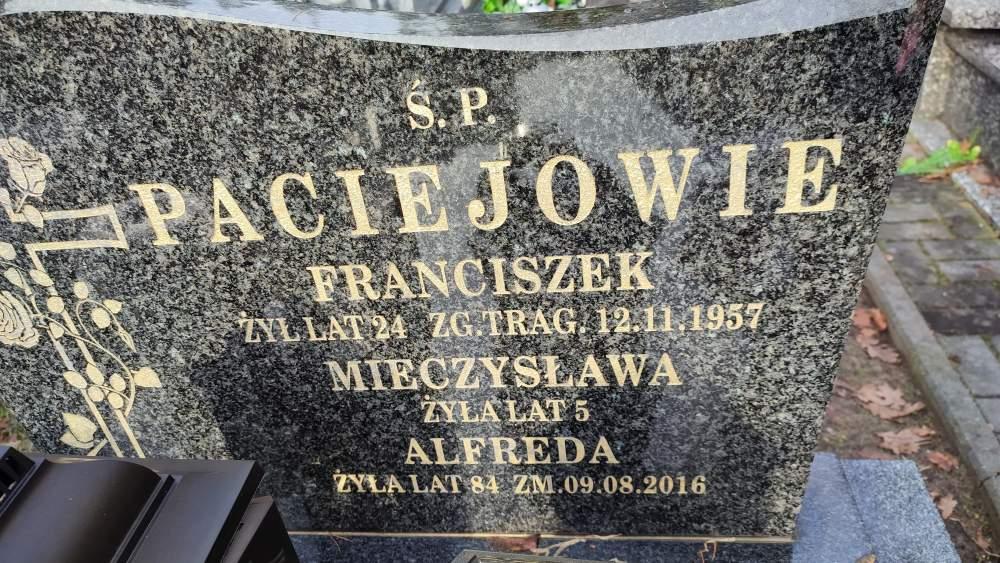 Ś. P.
PACIEJOWIE
FRANCISZEK
ŻYŁ LAT 24 ZG. TRAG. 12.11.1957
MIECZYSŁAWA
ŻYŁA LAT 5
ALFREDA
ŻYŁA LAT 84 ZM. 09.08.2016